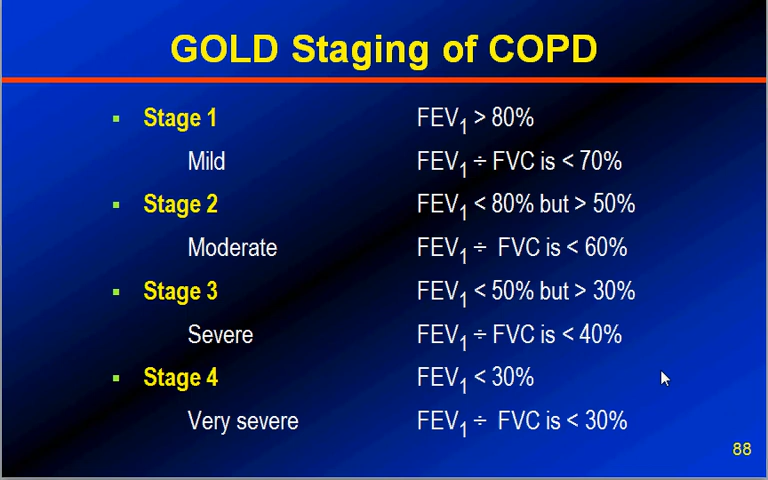 GOLD Staging of COPD
▪ Stage 1 FEV₁ > 80%
Mild FEV₁ ÷ FVC is < 70%
▪ Stage 2 FEV₁ < 80% but > 50%
Moderate FEV₁ ÷ FVC is < 60%
▪ Stage 3 FEV₁ < 50% but > 30%
Severe FEV₁ ÷ FVC is < 40%
▪ Stage 4 FEV₁ < 30%
Very severe FEV₁ ÷ FVC is < 30%
88